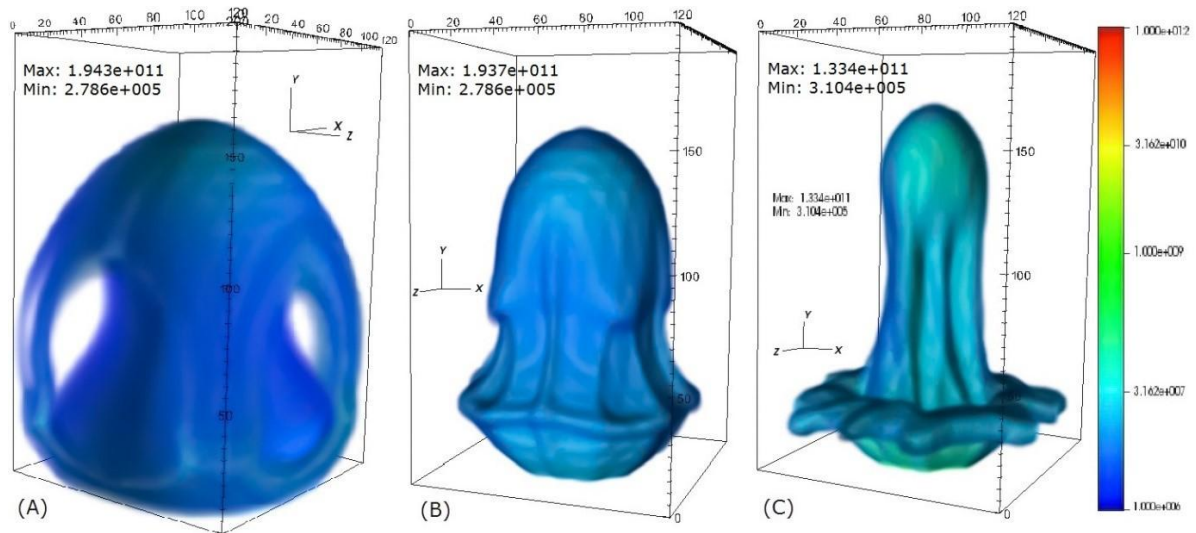 0 20 40 60 80 100 120
20 40 60 80 100 120
Max: 1.943e+011
Min: 2.786e+005
Y
X
Z
150
100
50
(A)
0 20 40 60 80 100 120
Max: 1.937e+011
Min: 2.786e+005
Y
Z X
150
100
50
0
(B)
0 20 40 60 80 100 120
Max: 1.334e+011
Min: 3.104e+005
Max: 1.334e+011
Min: 3.104e+005
Y
Z X
150
100
0
(C)
1.000e+012
3.162e+010
1.000e+009
3.162e+007
1.000e+006